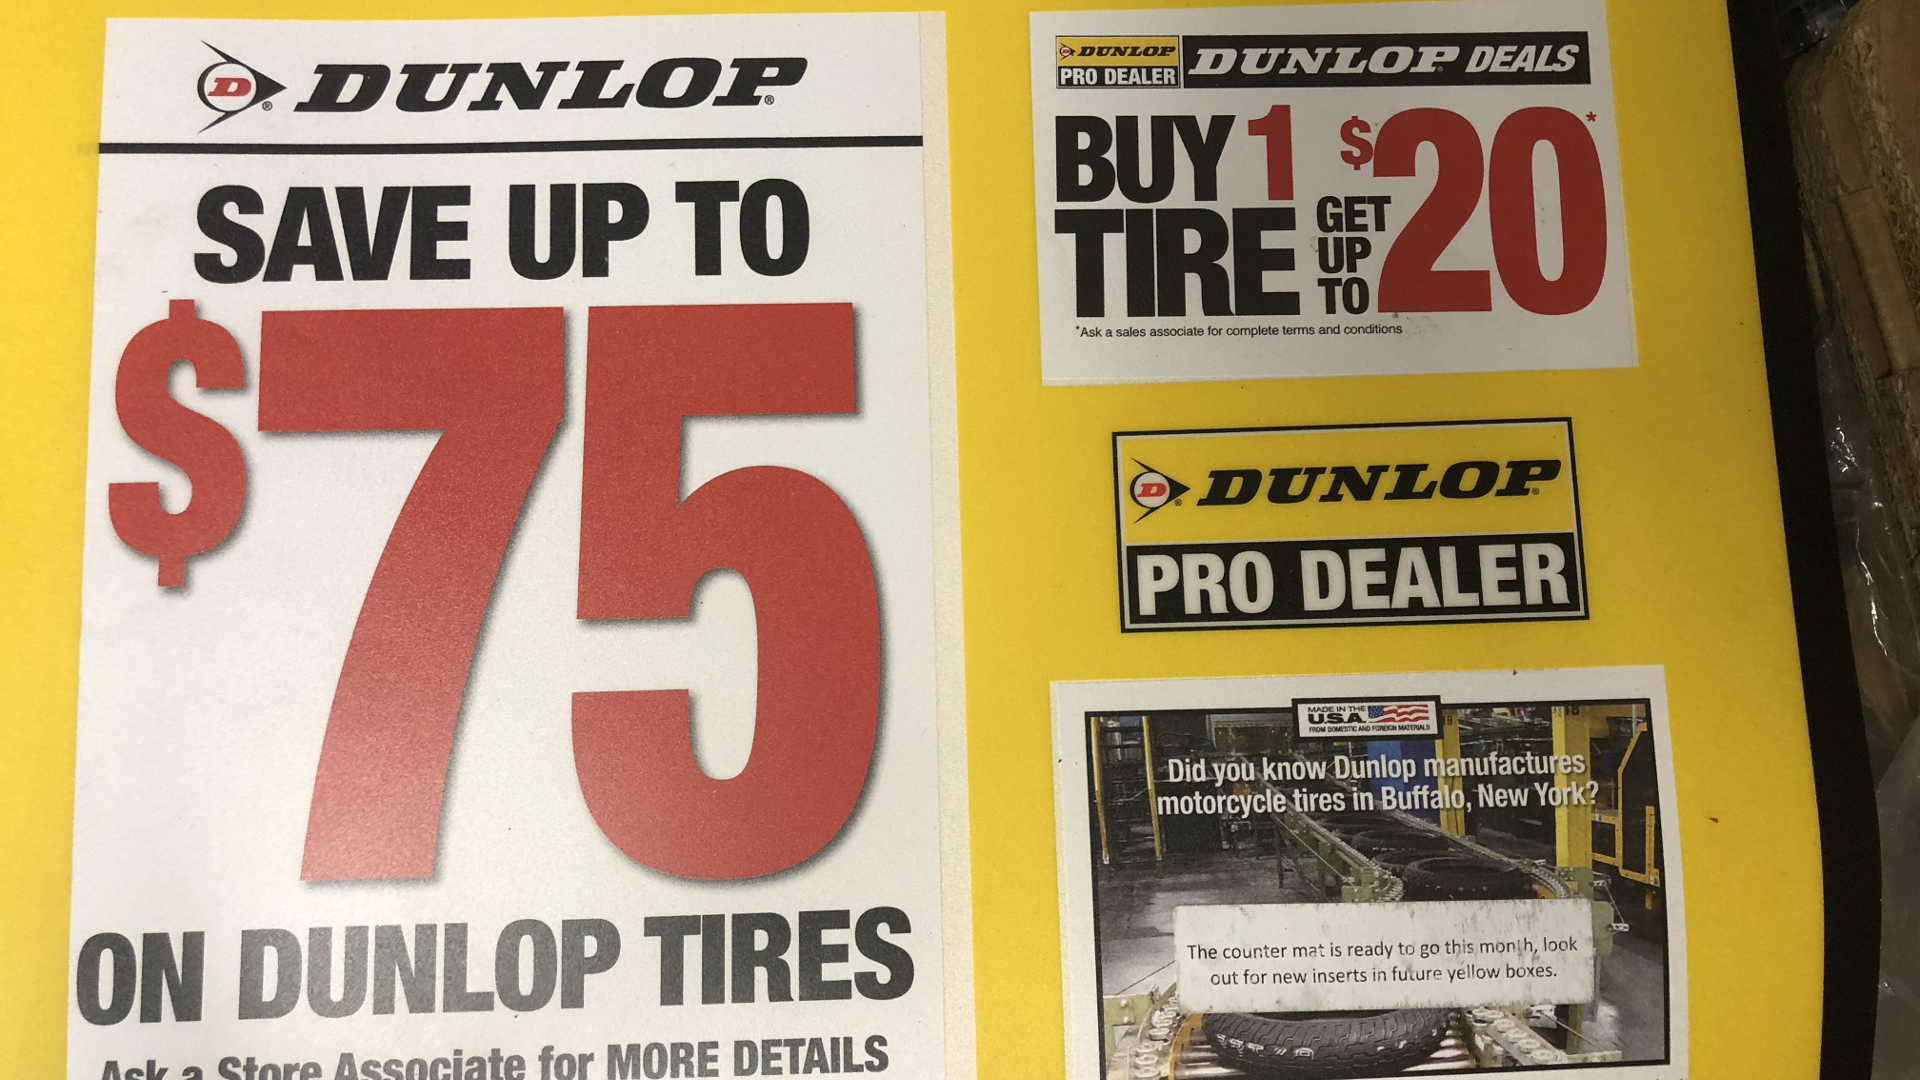 DUNLOP
SAVE UP TO
$75
ON DUNLOP TIRES
Ask a Store Associate for MORE DETAILS
DUNLOP
PRO DEALER
DUNLOP DEALS
BUY 1
TIRE
GET
UP
TO
$20*
*Ask a sales associate for complete terms and conditions
D DUNLOP
PRO DEALER
MADE IN THE
U.S.A.
FROM DOMESTIC AND FOREIGN MATERIALS
Did you know Dunlop manufactures
motorcycle tires in Buffalo, New York?
The counter mat is ready to go this month, look
out for new inserts in future yellow boxes.